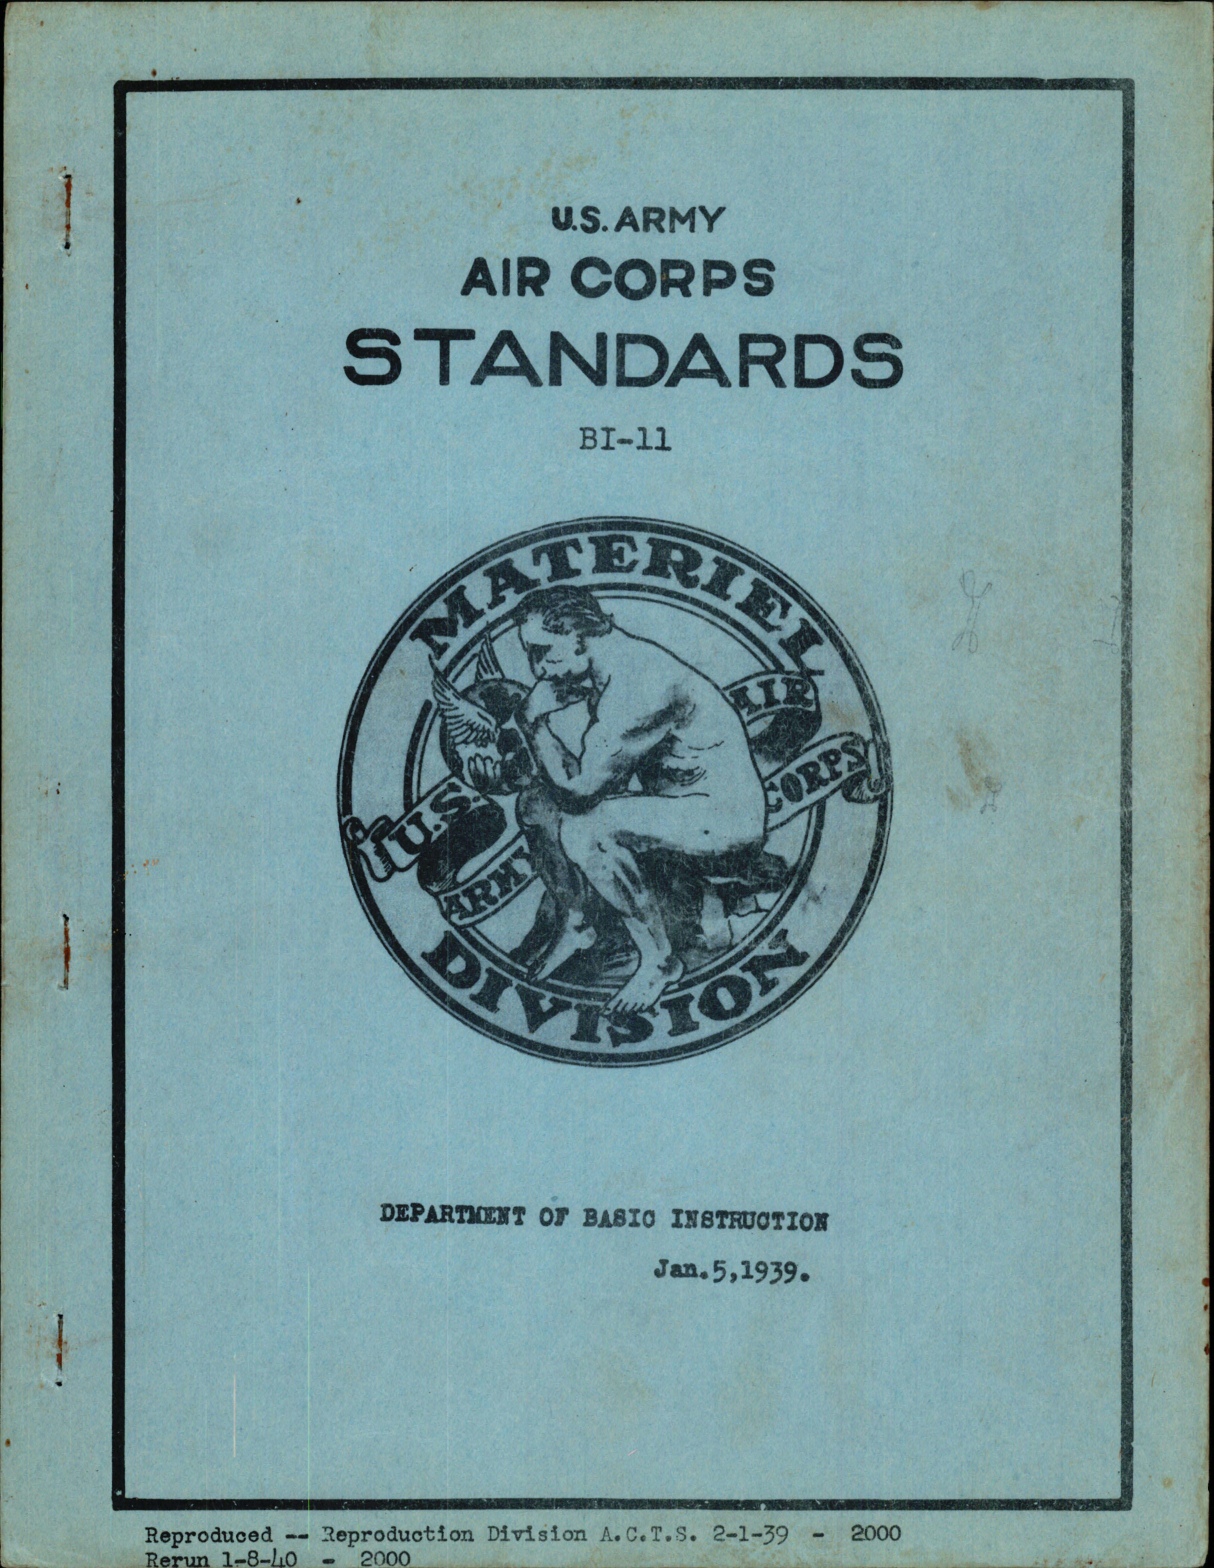 U.S. ARMY
AIR CORPS
STANDARDS
BI-11
MATERIEL
AIR
CORPS
U.S.
ARMY
DIVISION
DEPARTMENT OF BASIC INSTRUCTION
Jan.5,1939.
Reproduced -- Reproduction Division A.C.T.S. 2-1-39 - 2000
Rerun 1-8-40 - 2000